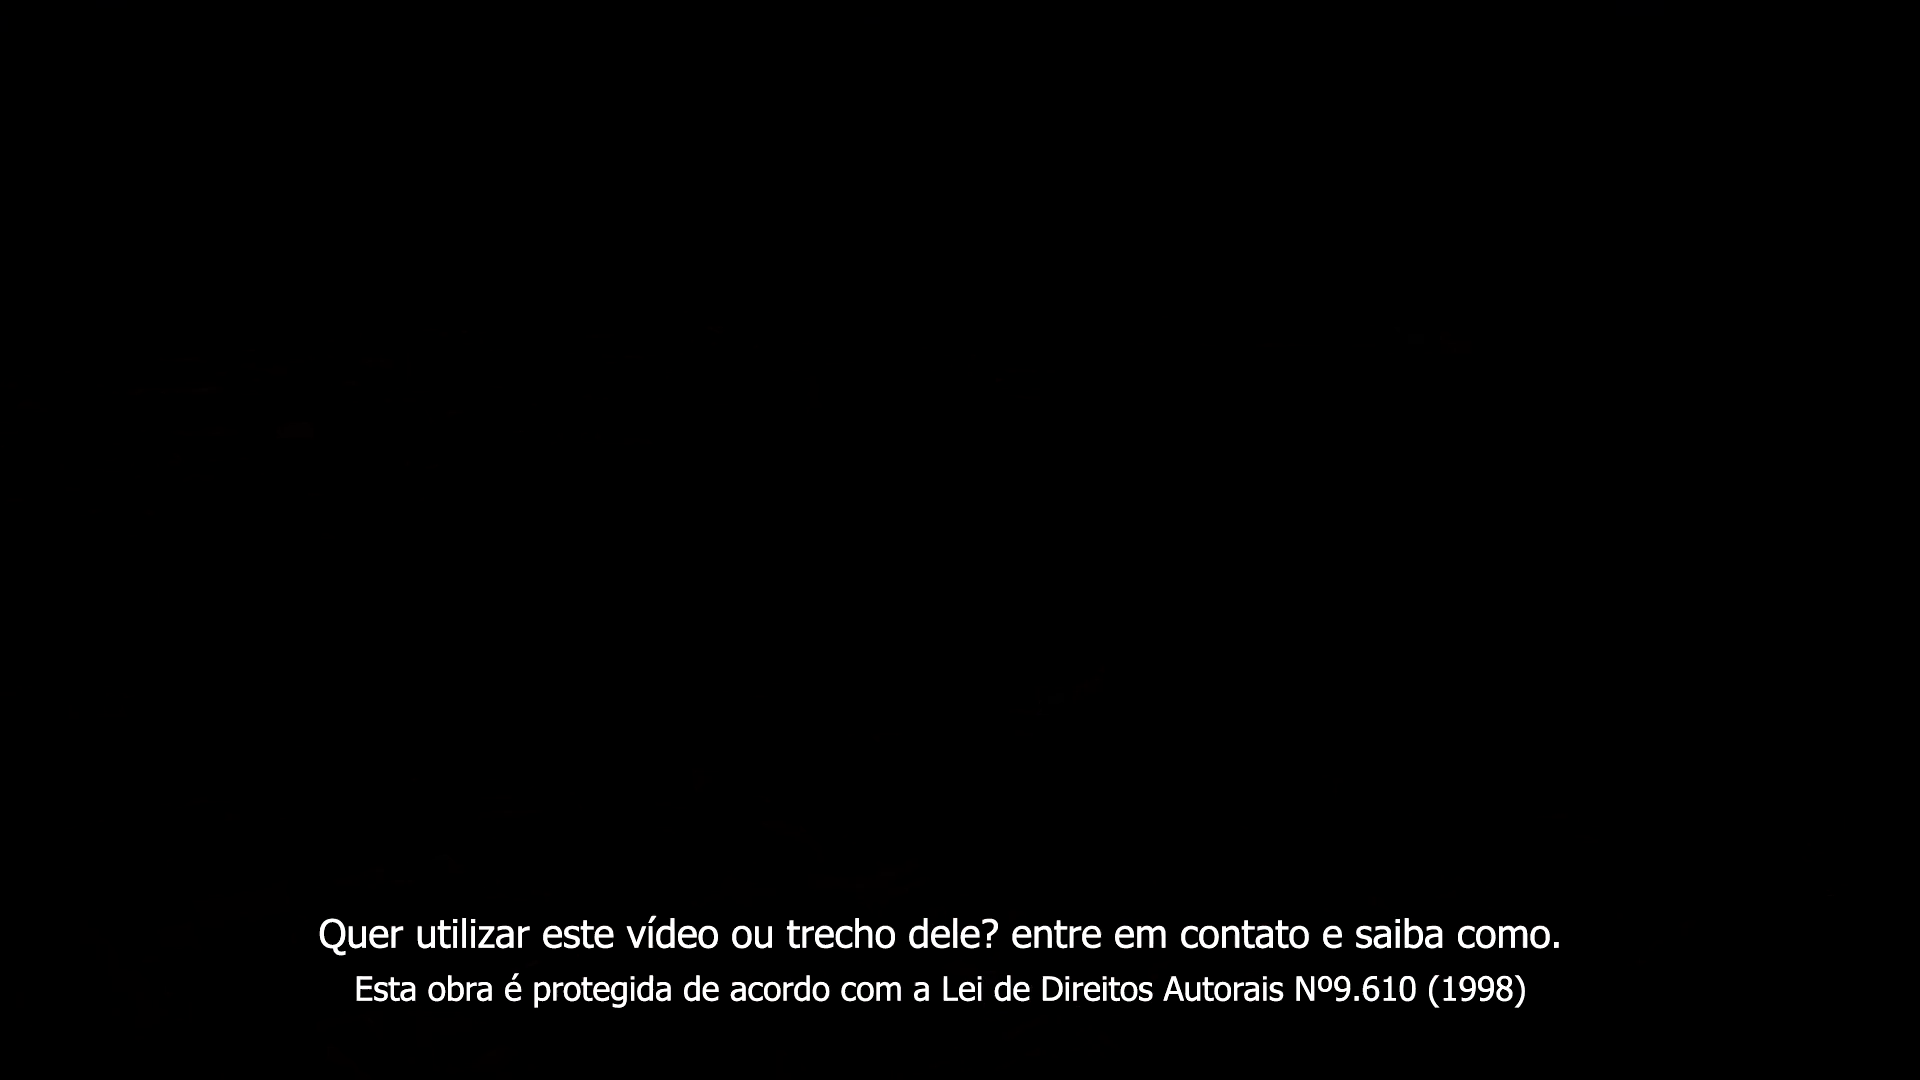 Quer utilizar este vídeo ou trecho dele? entre em contato e saiba como.
Esta obra é protegida de acordo com a Lei de Direitos Autorais Nº9.610 (1998)